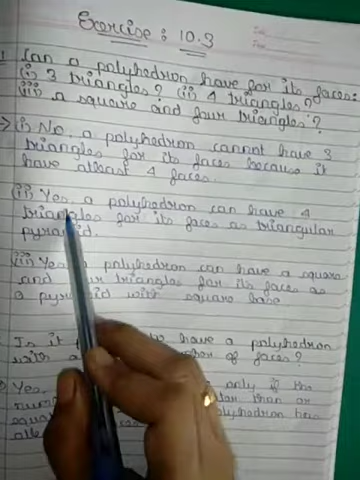 Exercise : 10.3
1 Can a polyhedron have for its faces:
(i) 3 triangles? (ii) 4 triangles?
(iii) A square and four triangles?
(i) No, a polyhedron cannot have 3
triangles for its faces because it
have atleast 4 faces.
(ii) Yes, a polyhedron can have 4
triangles for its faces as triangular
pyramid.
(iii) Yes a polyhedron can have a square
and four triangles for its faces as
a pyramid with square base
Is it have a polyhedron
with a of faces?
Yes, only if the
than or
polyhedron have